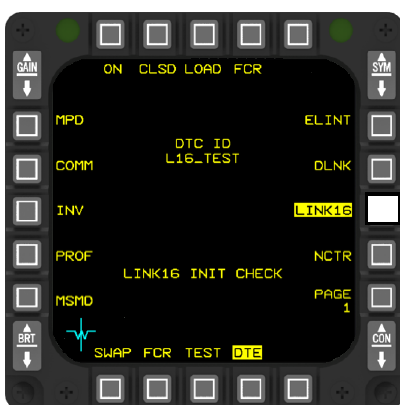 GAIN
SYM
ON CLSD LOAD FCR
MPD
ELINT
DTC ID
L16_TEST
COMM
DLNK
INV
LINK16
PROF
NCTR
LINK16 INIT CHECK
MSMD
PAGE
1
BRT
CON
SWAP FCR TEST DTE